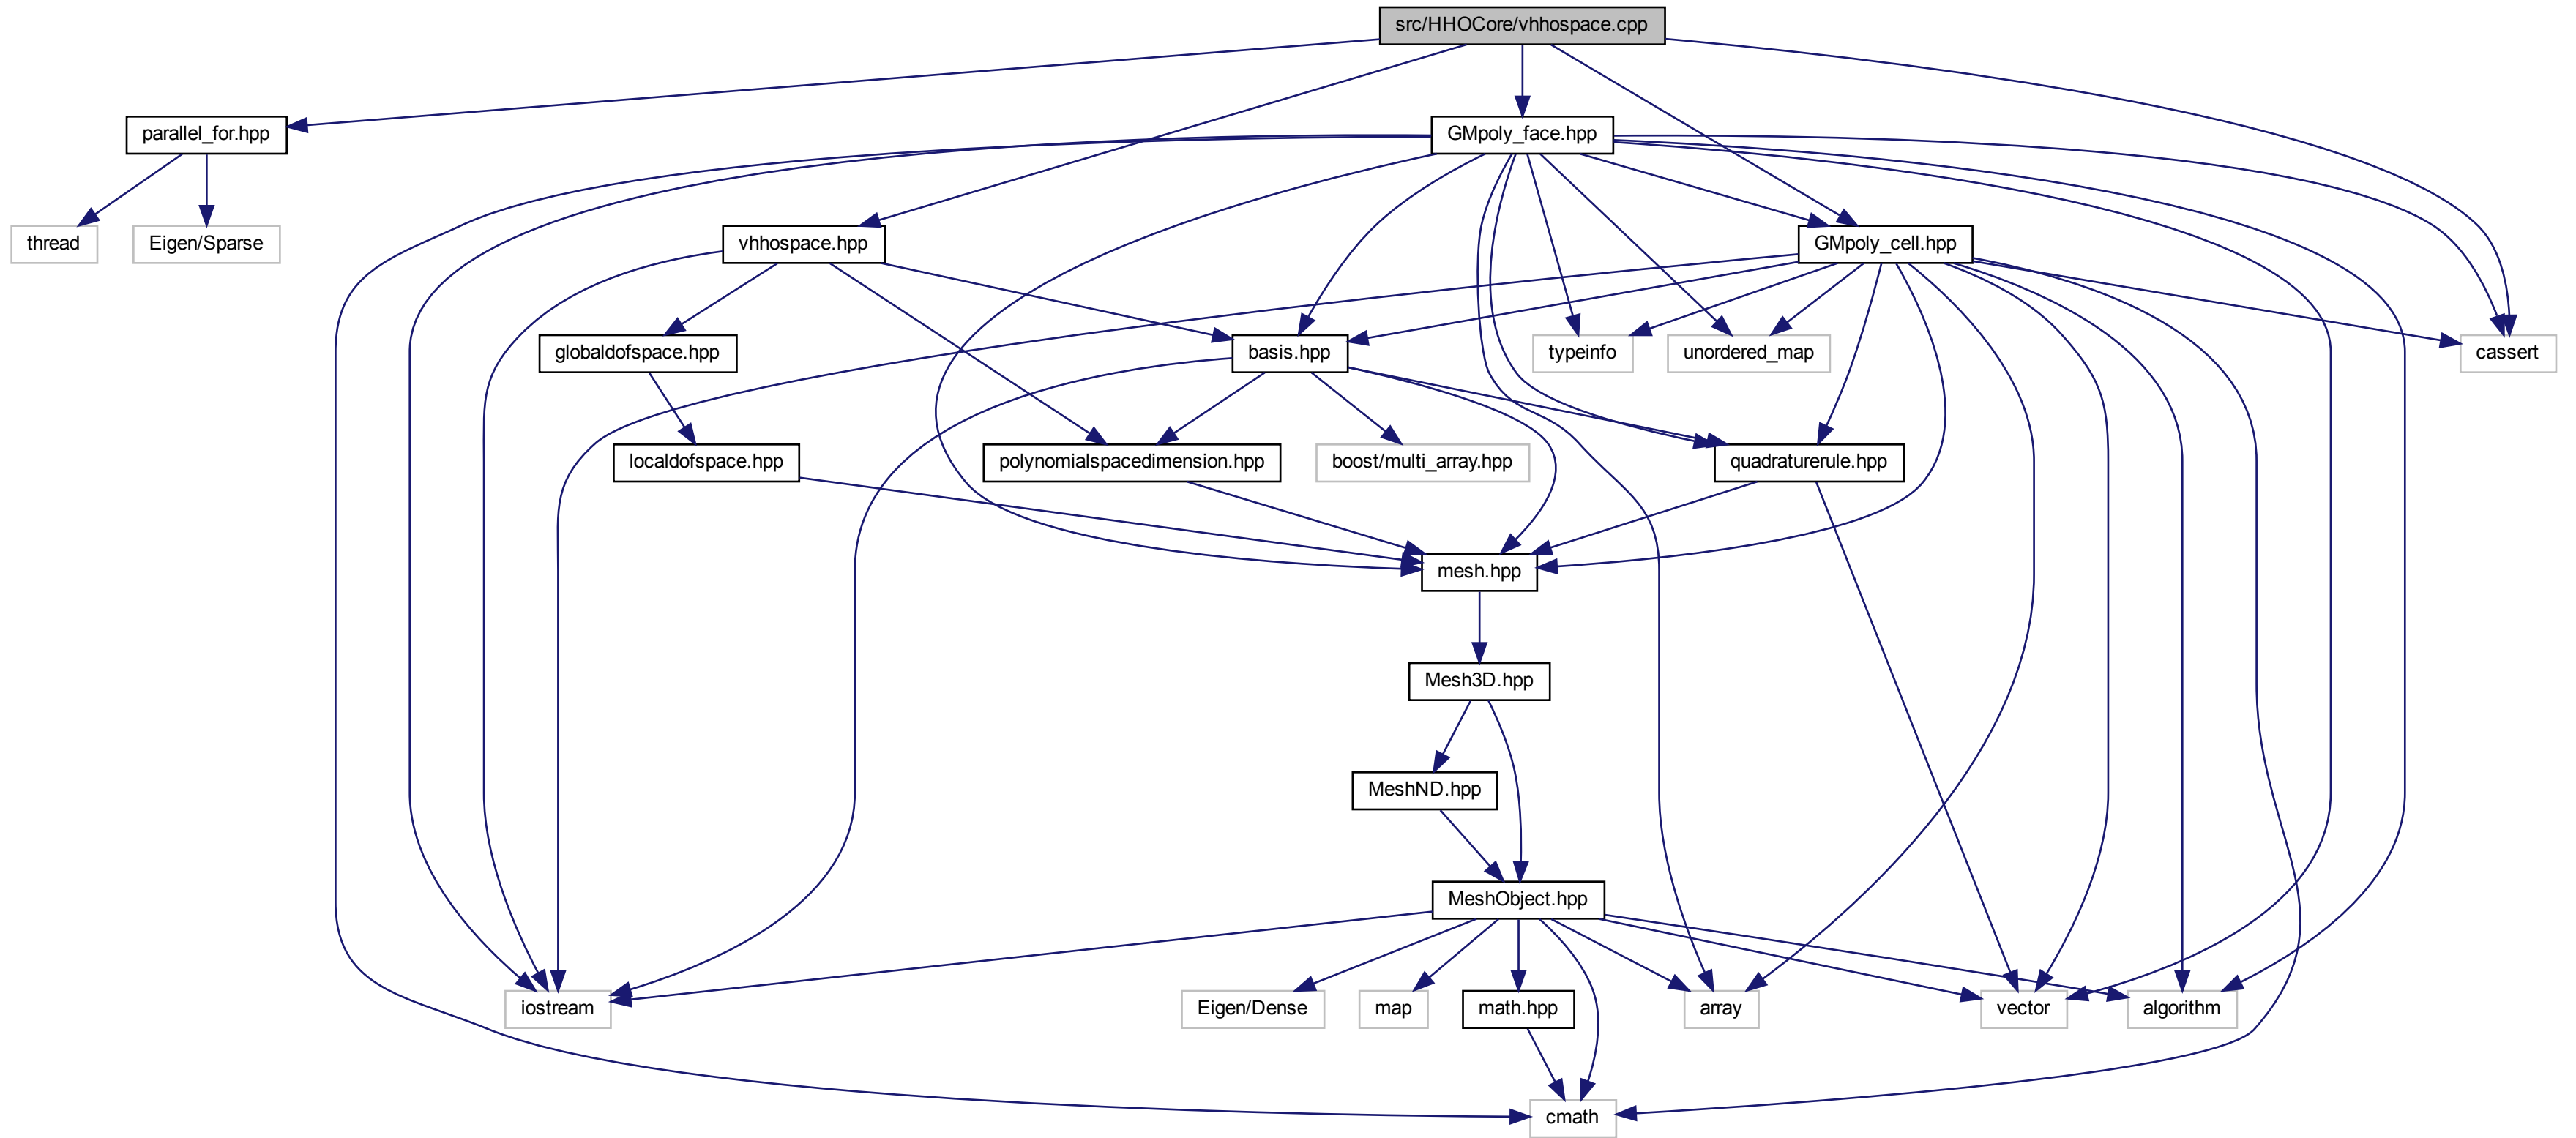 src/HHOCore/vhhospace.cpp
parallel_for.hpp
GMpoly_face.hpp
thread
Eigen/Sparse
vhhospace.hpp
GMpoly_cell.hpp
globaldofspace.hpp
basis.hpp
typeinfo
unordered_map
cassert
localdofspace.hpp
polynomialspacedimension.hpp
boost/multi_array.hpp
quadraturerule.hpp
mesh.hpp
Mesh3D.hpp
MeshND.hpp
MeshObject.hpp
iostream
Eigen/Dense
map
math.hpp
array
vector
algorithm
cmath